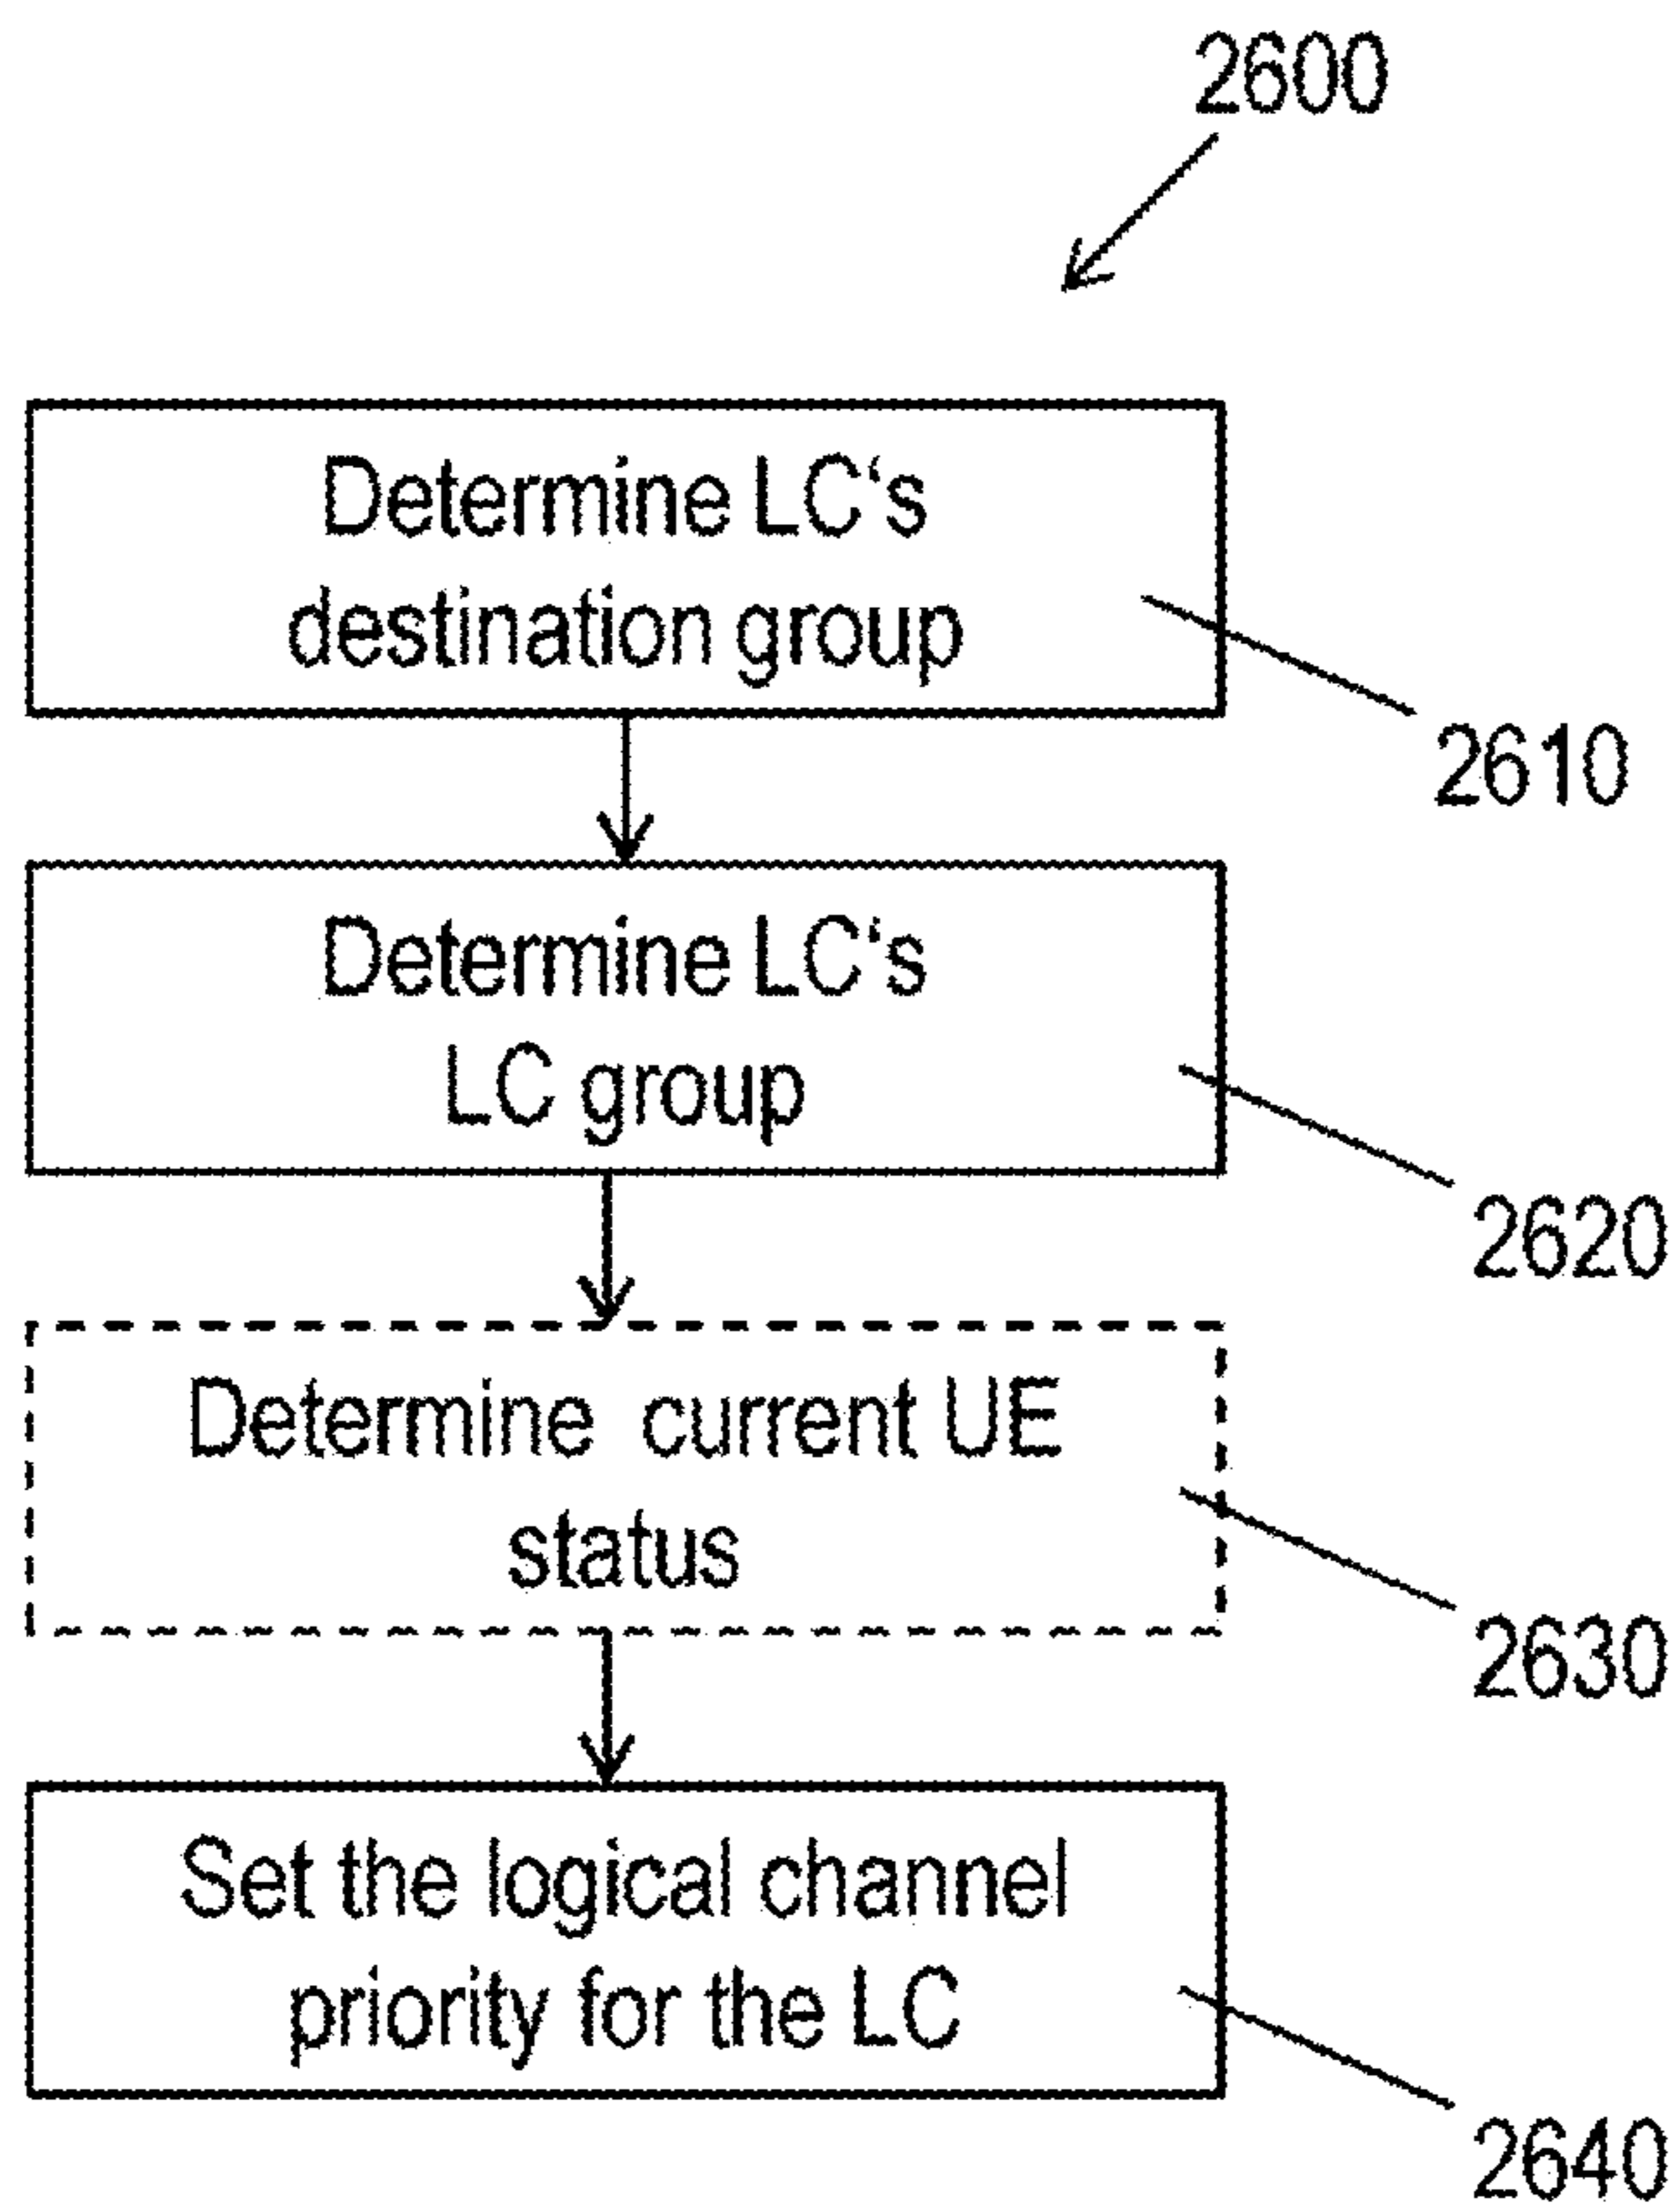 2600
Determine LC‘s
destination group
2610
Determine LC‘s
LC group
2620
Determine current UE
status
2630
Set the logical channel
priority for the LC
2640